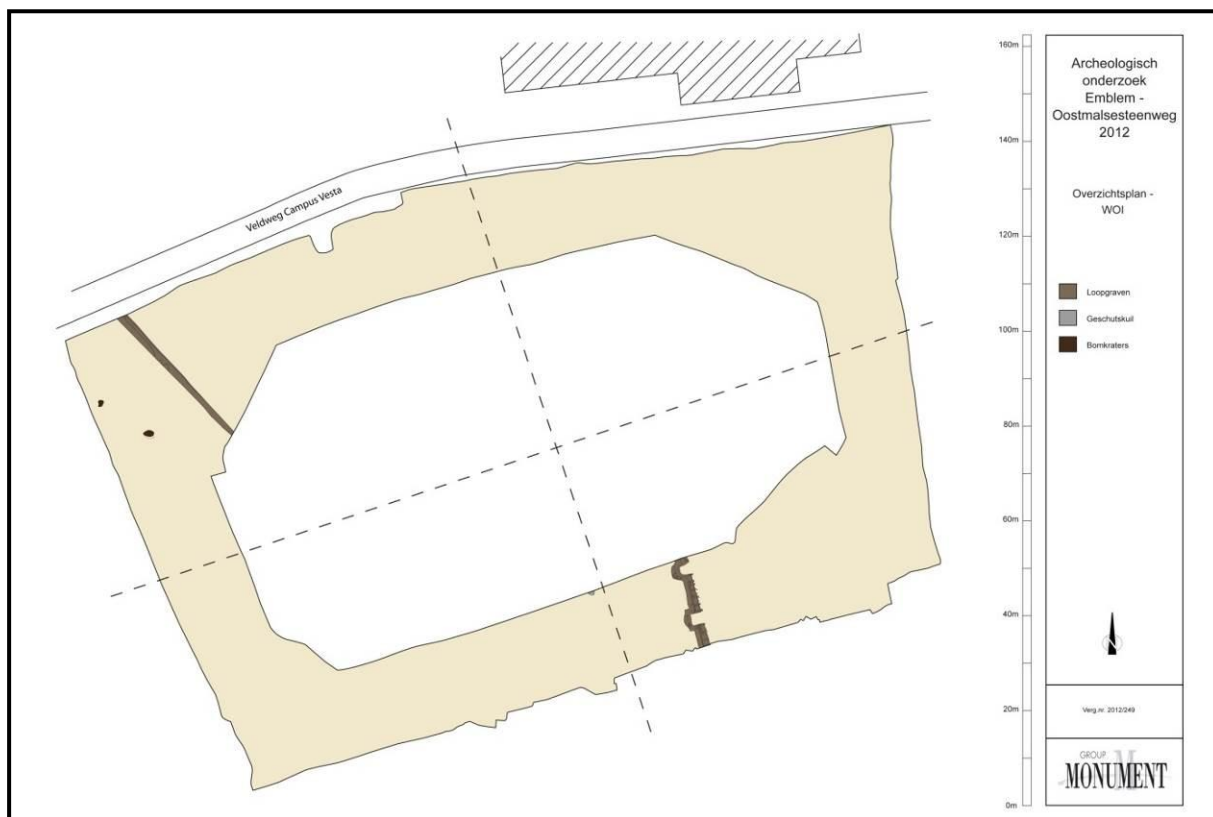 Veldweg Campus Vesta
160m
140m
120m
100m
80m
60m
40m
20m
0m
Archeologisch
onderzoek
Emblem -
Oostmalsesteenweg
2012
Overzichtsplan -
WOI
Loopgraven
Geschutskuil
Bomkraters
N
Verg.nr. 2012/249
GROUP
M
MONUMENT